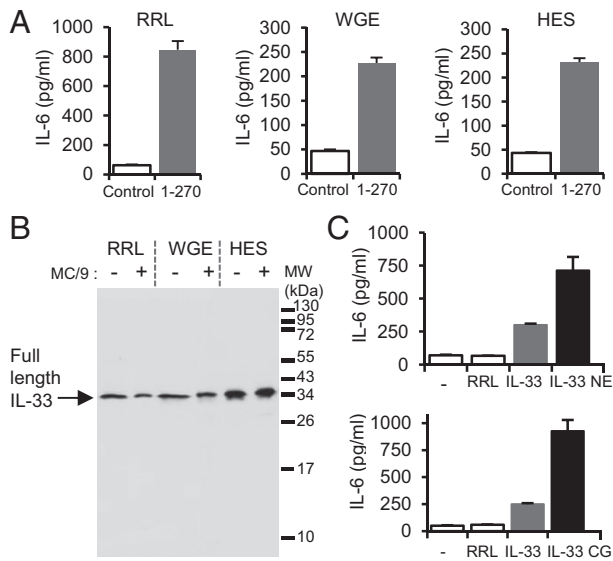 A
RRL
WGE
HES
IL-6 (pg/ml)
1000
800
600
400
200
0
Control 1-270
IL-6 (pg/ml)
300
250
200
150
100
50
0
Control 1-270
IL-6 (pg/ml)
300
250
200
150
100
50
0
Control 1-270
B
RRL WGE HES
MC/9 : - + - + - + MW
(kDa)
130
95
72
55
43
34
26
17
10
Full
length
IL-33
C
IL-6 (pg/ml)
1000
750
500
250
0
- RRL IL-33 IL-33 NE
IL-6 (pg/ml)
1000
750
500
250
0
- RRL IL-33 IL-33 CG